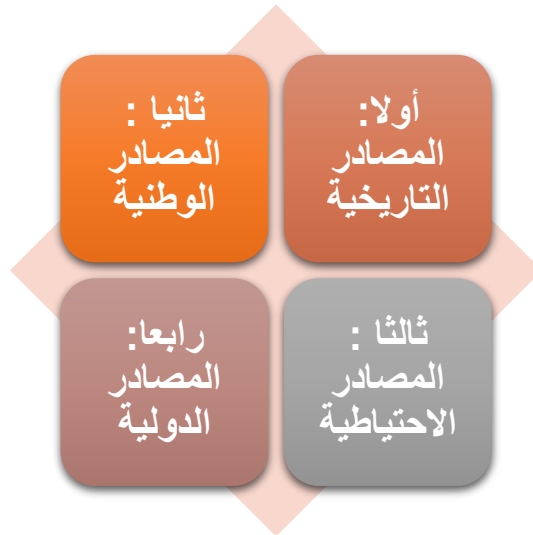 أولا:
المصادر
التاريخية
ثانيا :
المصادر
الوطنية
ثالثا :
المصادر
الاحتياطية
رابعا:
المصادر
الدولية